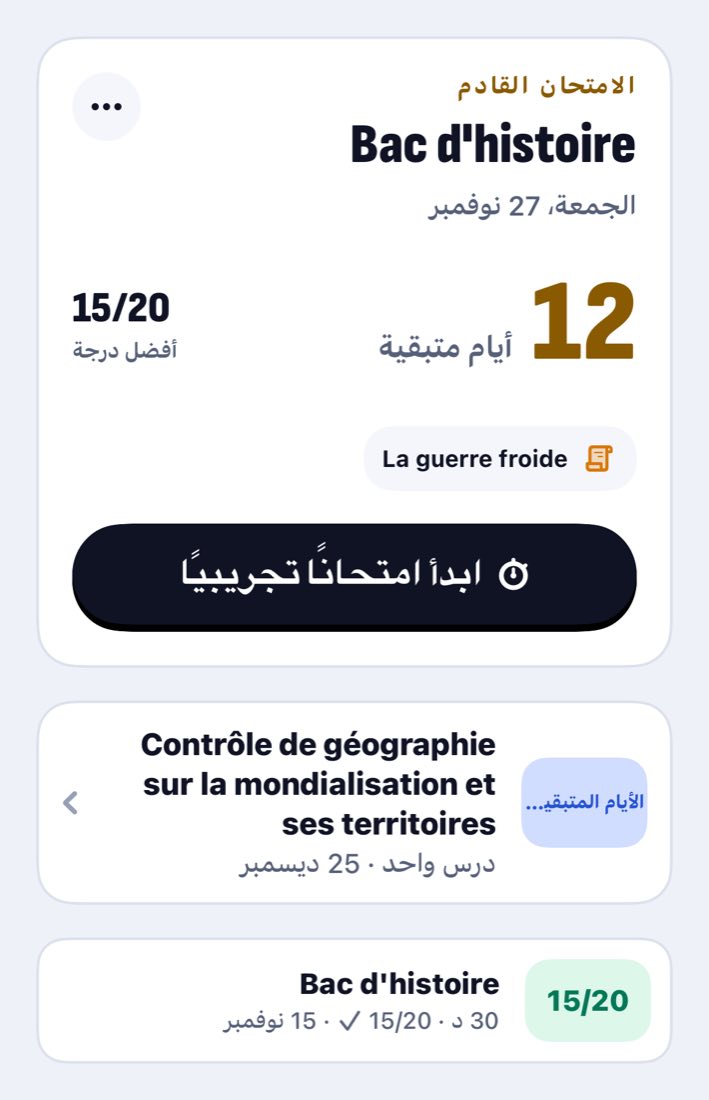 الامتحان القادم
Bac d'histoire
الجمعة، 27 نوفمبر
12 أيام متبقية
15/20
أفضل درجة
La guerre froide
ابدأ امتحانًا تجريبيًا
الأيام المتبقي...
Contrôle de géographie
sur la mondialisation et
ses territoires
درس واحد · 25 ديسمبر
15/20
Bac d'histoire
30 د · 15/20 ✓ · 15 نوفمبر